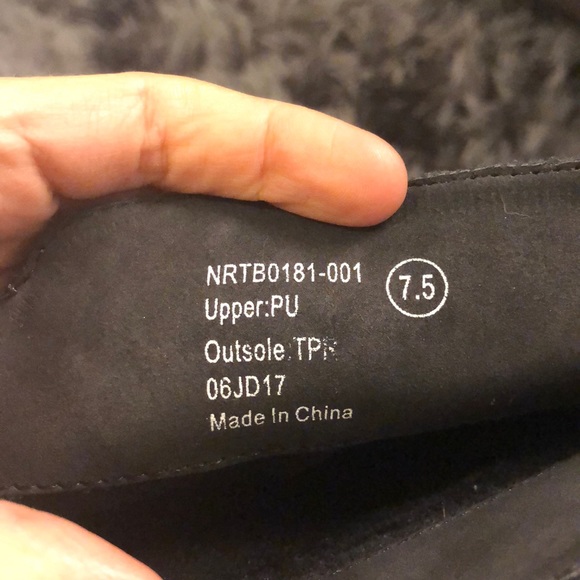 NRTB0181-001
7.5
Upper:PU
Outsole:TPR
06JD17
Made In China